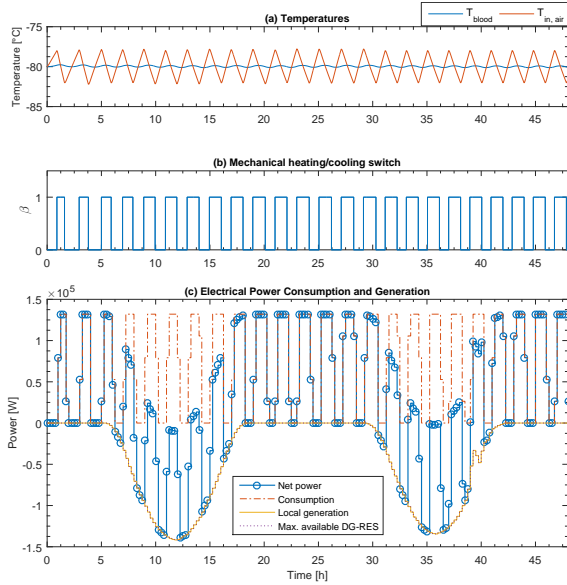 (a) Temperatures
T_blood
T_in, air
Temperature [°C]
-75
-80
-85
0 5 10 15 20 25 30 35 40 45
(b) Mechanical heating/cooling switch
β
1
0
0 5 10 15 20 25 30 35 40 45
(c) Electrical Power Consumption and Generation
×10^5
Power [W]
1.5
1
0.5
0
-0.5
-1
-1.5
Net power
Consumption
Local generation
Max. available DG-RES
0 5 10 15 20 25 30 35 40 45
Time [h]